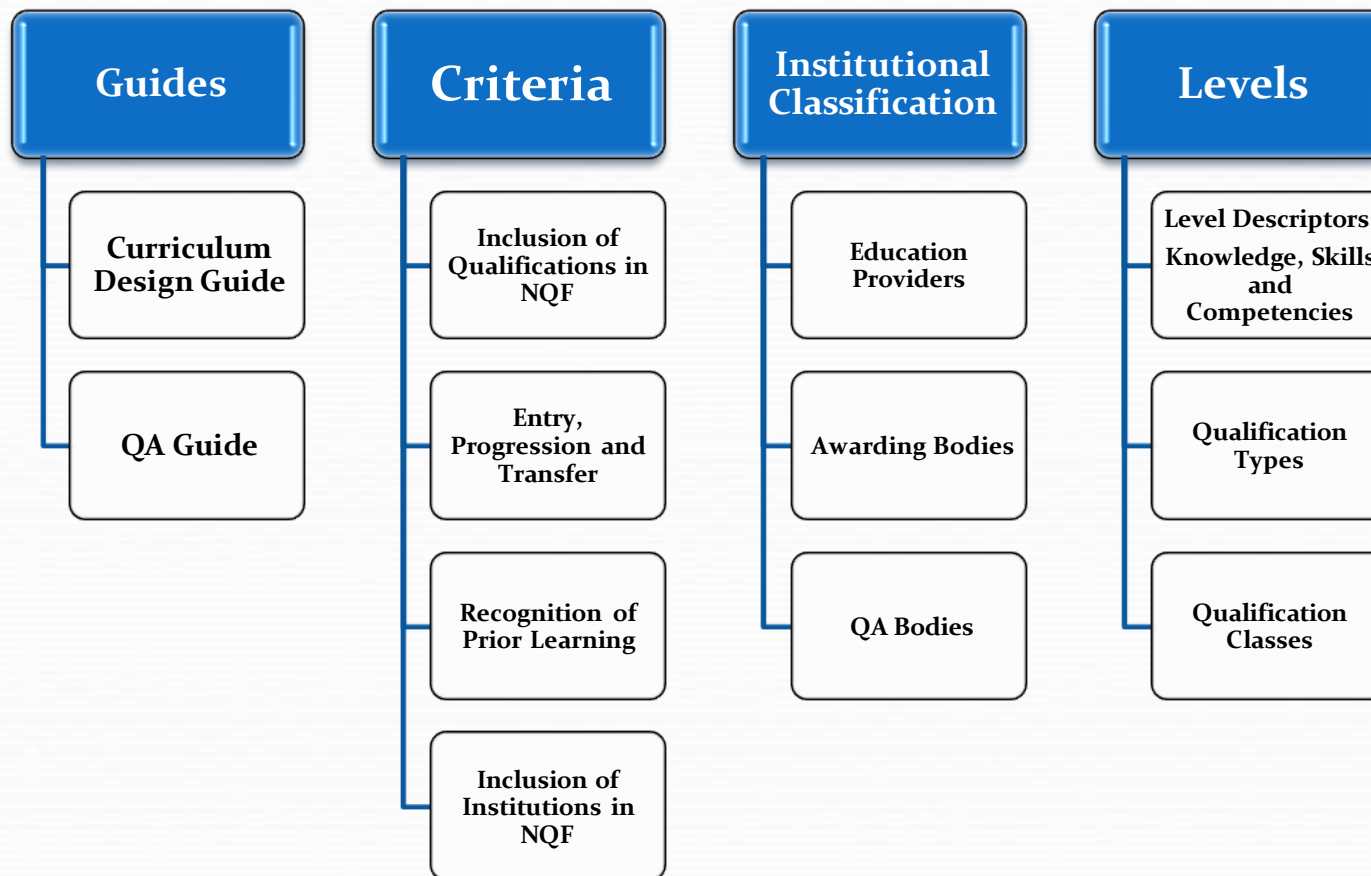 Guides
Curriculum
Design Guide
QA Guide
Criteria
Inclusion of
Qualifications in
NQF
Entry,
Progression and
Transfer
Recognition of
Prior Learning
Inclusion of
Institutions in
NQF
Institutional
Classification
Education
Providers
Awarding Bodies
QA Bodies
Levels
Level Descriptors
Knowledge, Skills
and
Competencies
Qualification
Types
Qualification
Classes